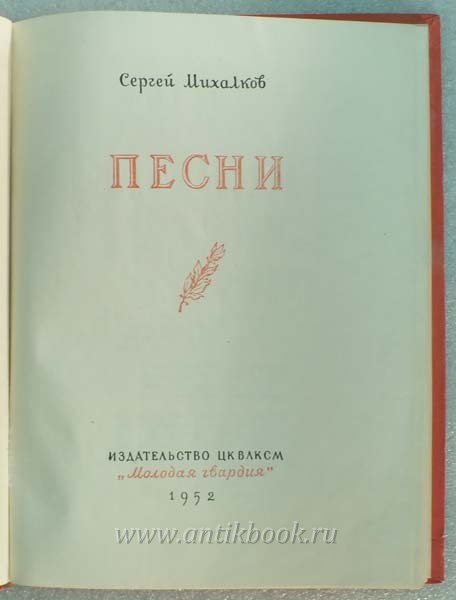 Сергей Михалков
ПЕСНИ
ИЗДАТЕЛЬСТВО ЦК ВЛКСМ
„Молодая гвардия"
1952
www.antikbook.ru